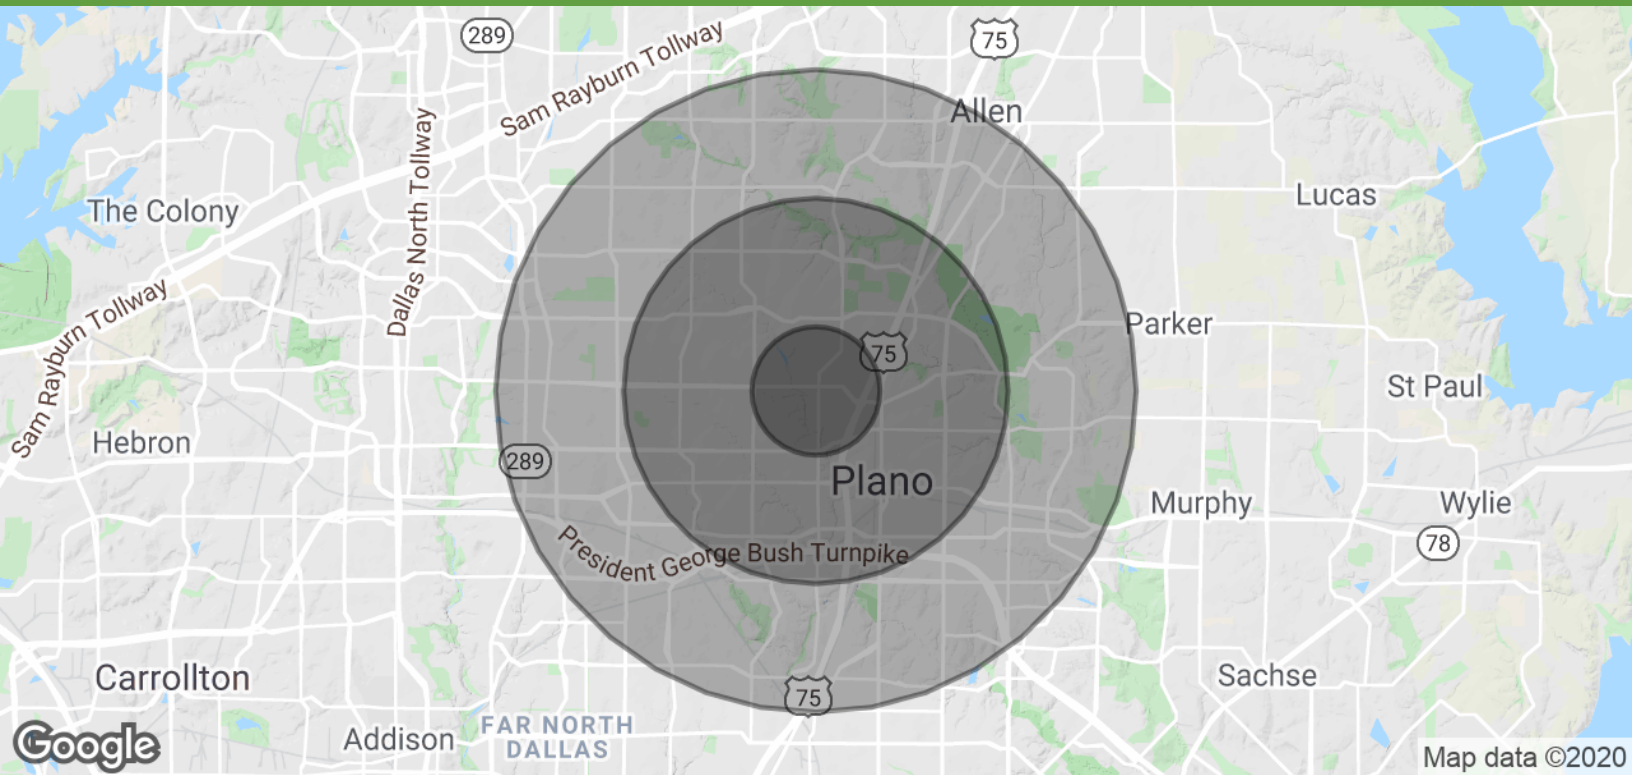 289
75
Sam Rayburn Tollway
Allen
Dallas North Tollway
Lucas
The Colony
Sam Rayburn Tollway
Parker
75
St Paul
Hebron
289
Plano
Murphy
Wylie
President George Bush Turnpike
78
Carrollton
Sachse
75
Addison
FAR NORTH
DALLAS
Google
Map data ©2020